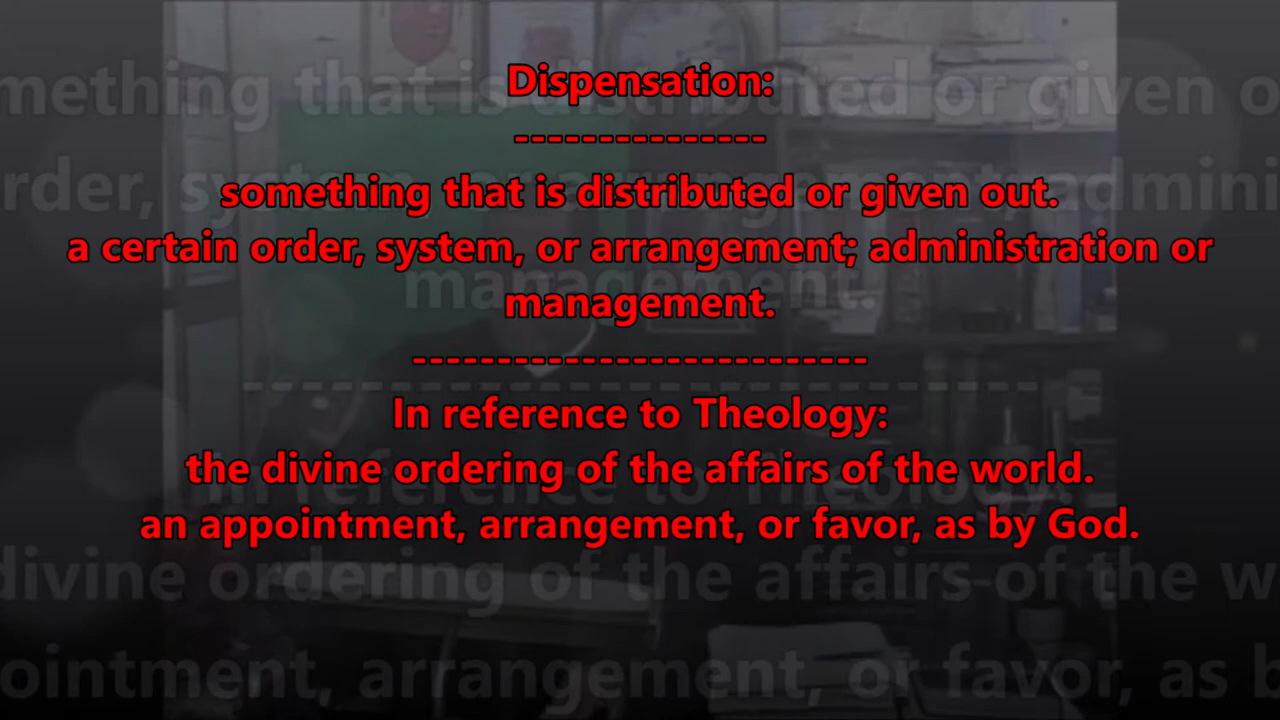 Dispensation:
---------------
something that is distributed or given out.
a certain order, system, or arrangement; administration or
management.
---------------------------
In reference to Theology:
the divine ordering of the affairs of the world.
an appointment, arrangement, or favor, as by God.